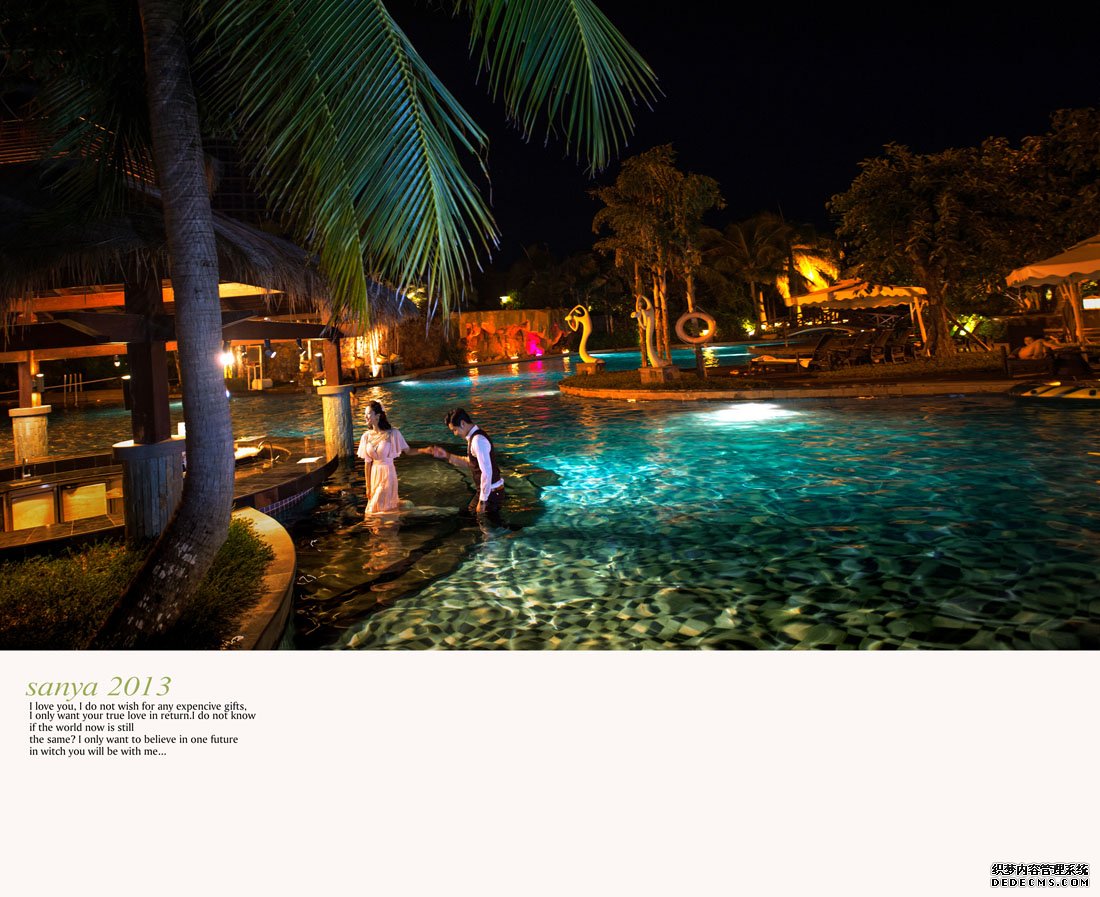 sanya 2013
I love you, I do not wish for any expencive gifts,
I only want your true love in return.I do not know
if the world now is still
the same? I only want to believe in one future
in witch you will be with me...
织梦内容管理系统
DEDECMS.COM